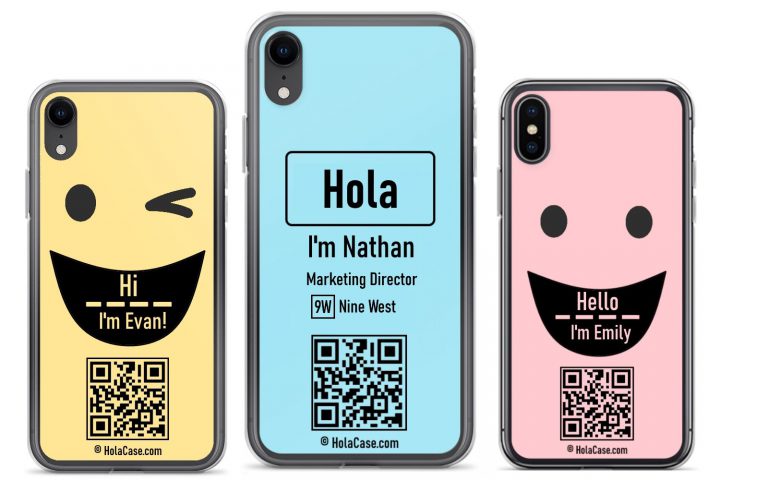 Hi
I'm Evan!
© HolaCase.com
Hola
I'm Nathan
Marketing Director
9W Nine West
© HolaCase.com
Hello
I'm Emily
© HolaCase.com